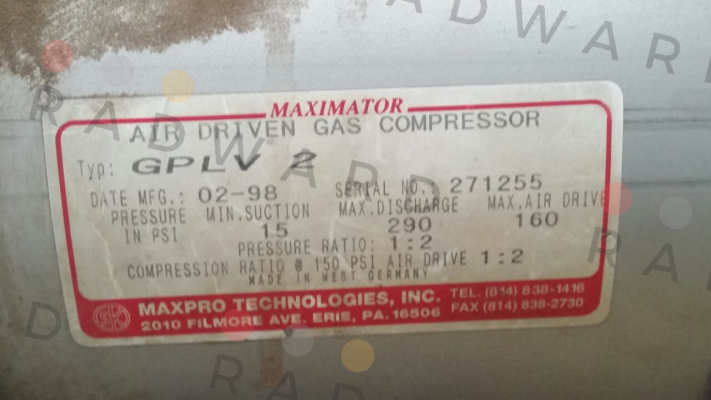 MAXIMATOR
AIR DRIVEN GAS COMPRESSOR
Typ: GPLV 2
DATE MFG.: 02-98 SERIAL NO.: 271255
PRESSURE MIN.SUCTION MAX.DISCHARGE MAX.AIR DRIVE
IN PSI 15 290 160
PRESSURE RATIO: 1:2
COMPRESSION RATIO @ 150 PSI AIR DRIVE 1:2
MADE IN WEST GERMANY
MAXPRO TECHNOLOGIES, INC. TEL. (814) 838-1416
2010 FILMORE AVE. ERIE, PA. 16506 FAX (814) 838-2730
RADWARD